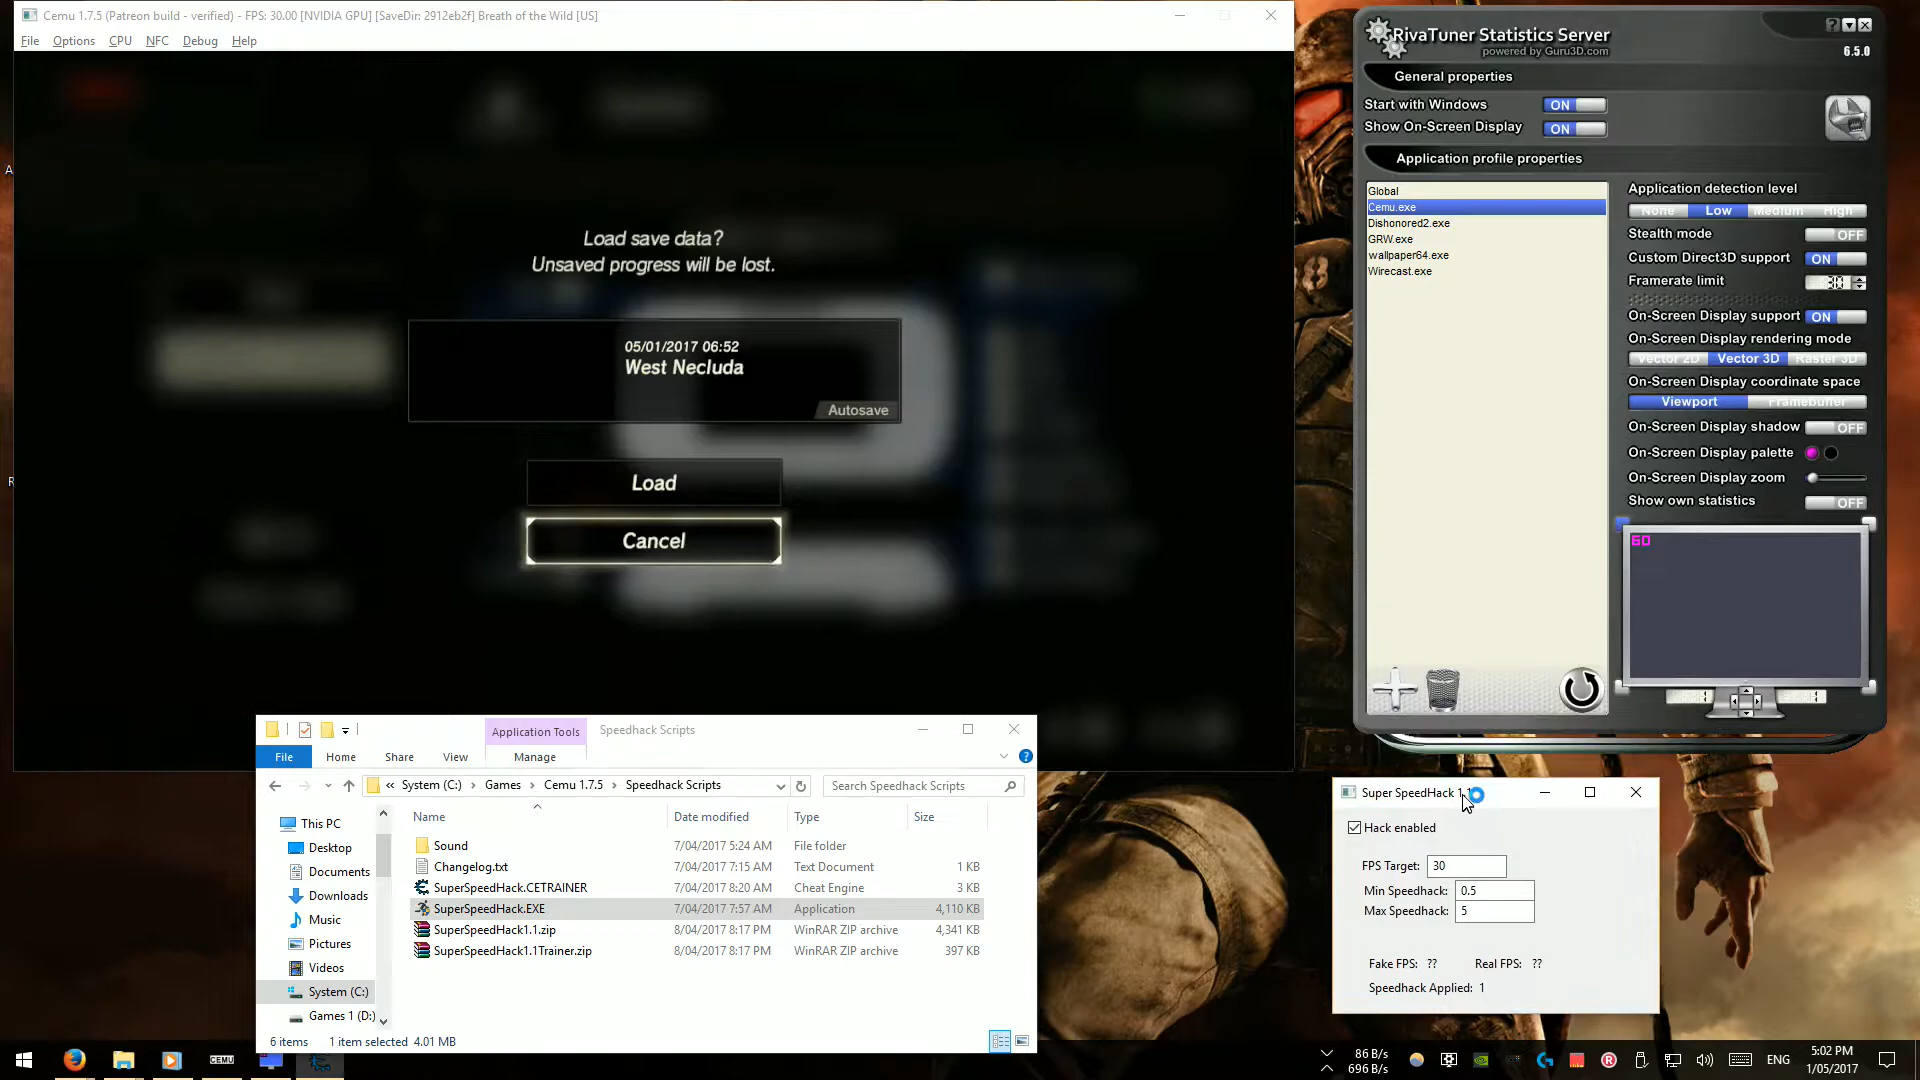 Cemu 1.7.5 (Patreon build - verified) - FPS: 30.00 [NVIDIA GPU] [SaveDir: 2912eb2f] Breath of the Wild [US]
File Options CPU NFC Debug Help
Load save data?
Unsaved progress will be lost.
05/01/2017 06:52
West Necluda
Autosave
Load
Cancel
RivaTuner Statistics Server
powered by Guru3D.com
6.5.0
General properties
Start with Windows ON
Show On-Screen Display ON
Application profile properties
Global
Cemu.exe
Dishonored2.exe
GRW.exe
wallpaper64.exe
Wirecast.exe
Application detection level
None Low Medium High
Stealth mode OFF
Custom Direct3D support ON
Framerate limit 30
On-Screen Display support ON
On-Screen Display rendering mode
Vector 2D Vector 3D Raster 3D
On-Screen Display coordinate space
Viewport Framebuffer
On-Screen Display shadow OFF
On-Screen Display palette
On-Screen Display zoom
Show own statistics OFF
60
1 1
Application Tools Speedhack Scripts
File Home Share View Manage
« System (C:) › Games › Cemu 1.7.5 › Speedhack Scripts
Search Speedhack Scripts
This PC
Desktop
Documents
Downloads
Music
Pictures
Videos
System (C:)
Games 1 (D:)
Name Date modified Type Size
Sound 7/04/2017 5:24 AM File folder
Changelog.txt 7/04/2017 7:15 AM Text Document 1 KB
SuperSpeedHack.CETRAINER 7/04/2017 8:20 AM Cheat Engine 3 KB
SuperSpeedHack.EXE 7/04/2017 7:57 AM Application 4,110 KB
SuperSpeedHack1.1.zip 8/04/2017 8:17 PM WinRAR ZIP archive 4,341 KB
SuperSpeedHack1.1Trainer.zip 8/04/2017 8:17 PM WinRAR ZIP archive 397 KB
6 items 1 item selected 4.01 MB
Super SpeedHack 1.1
Hack enabled
FPS Target: 30
Min Speedhack: 0.5
Max Speedhack: 5
Fake FPS: ?? Real FPS: ??
Speedhack Applied: 1
CEMU
86 B/s
696 B/s
ENG
5:02 PM
1/05/2017